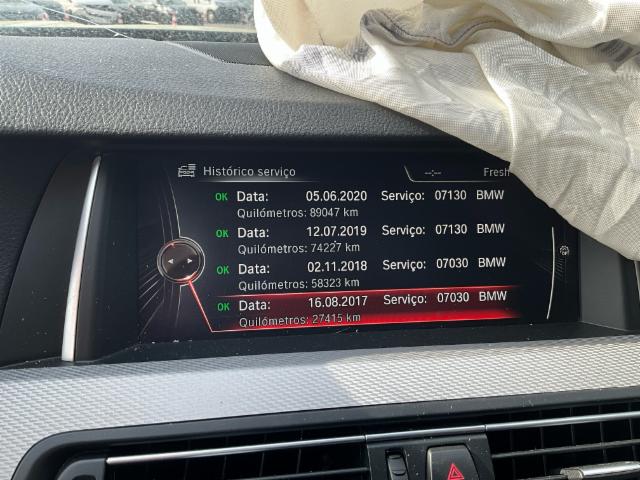 Histórico serviço --:-- Fresh
OK Data: 05.06.2020 Serviço: 07130 BMW
Quilómetros: 89047 km
OK Data: 12.07.2019 Serviço: 07130 BMW
Quilómetros: 74227 km
OK Data: 02.11.2018 Serviço: 07030 BMW
Quilómetros: 58323 km
OK Data: 16.08.2017 Serviço: 07030 BMW
Quilómetros: 27415 km